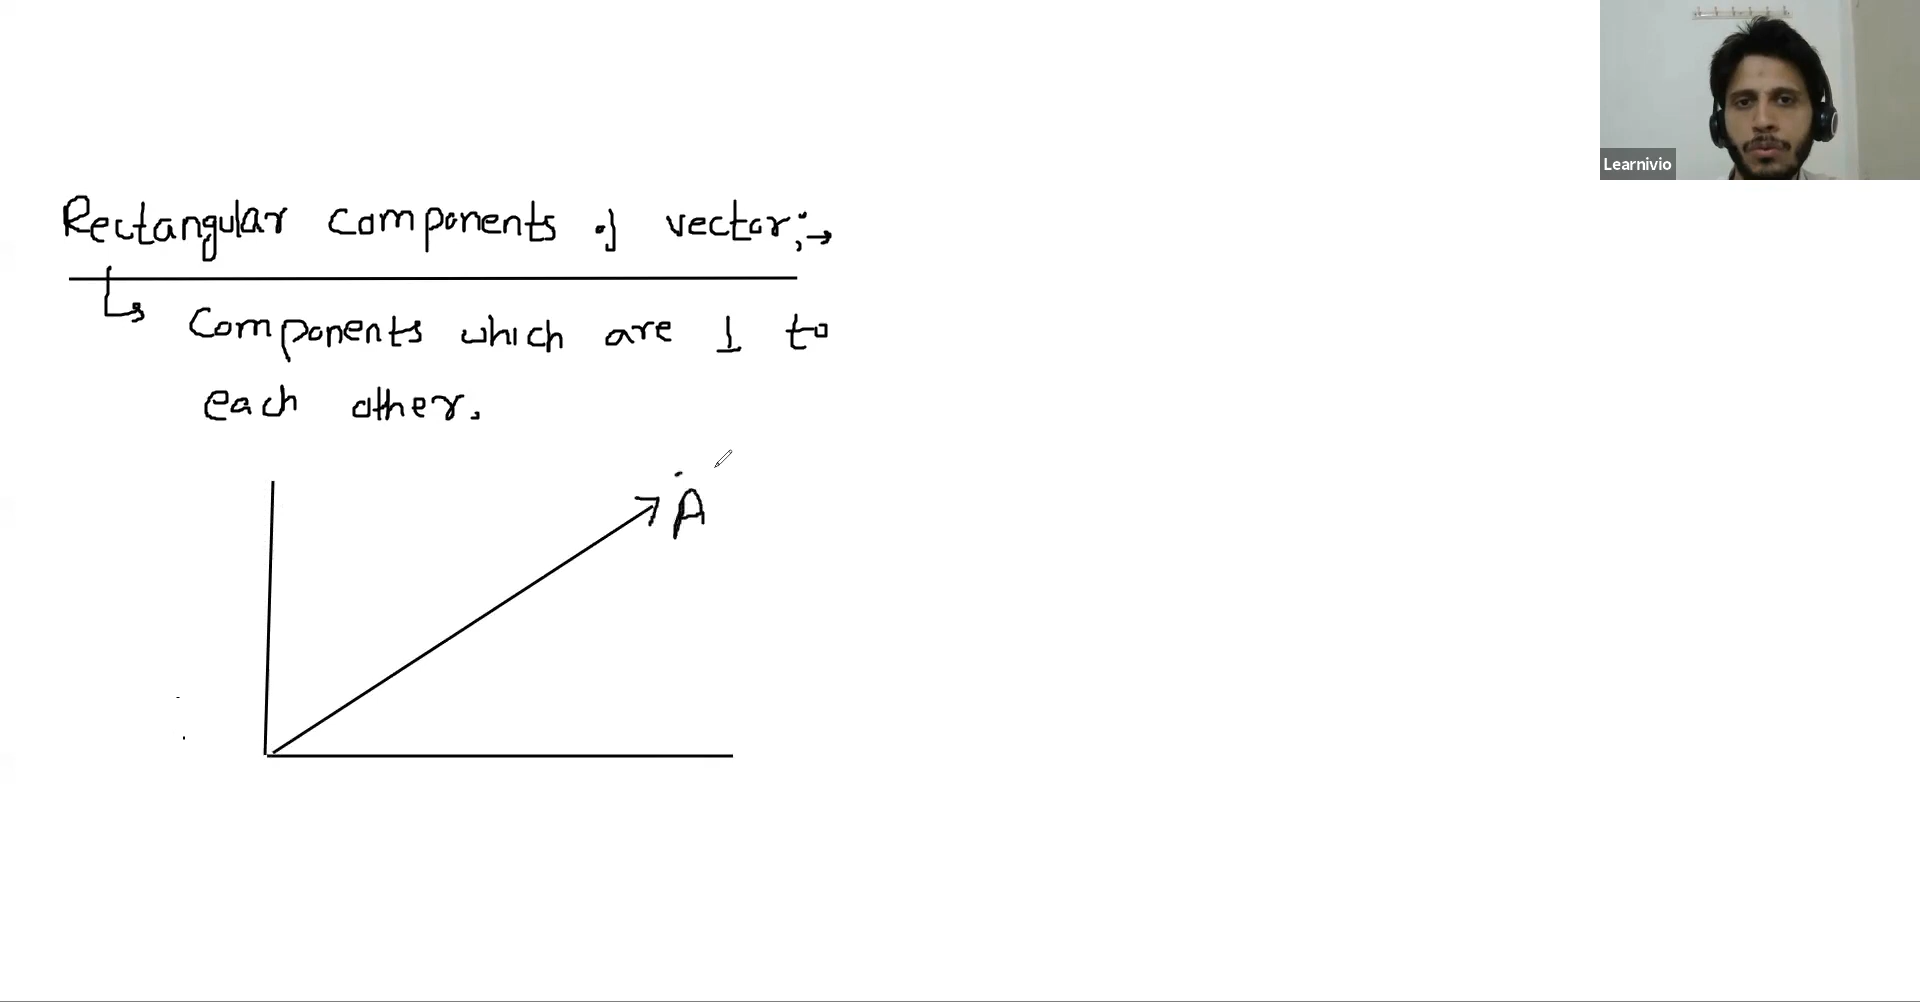 Rectangular components of vector:→
Components which are ⊥ to
each other.
A
Learnivio